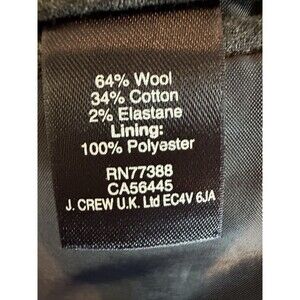 64% Wool
34% Cotton
2% Elastane
Lining:
100% Polyester
RN77388
CA56445
J. CREW U.K. Ltd EC4V 6JA